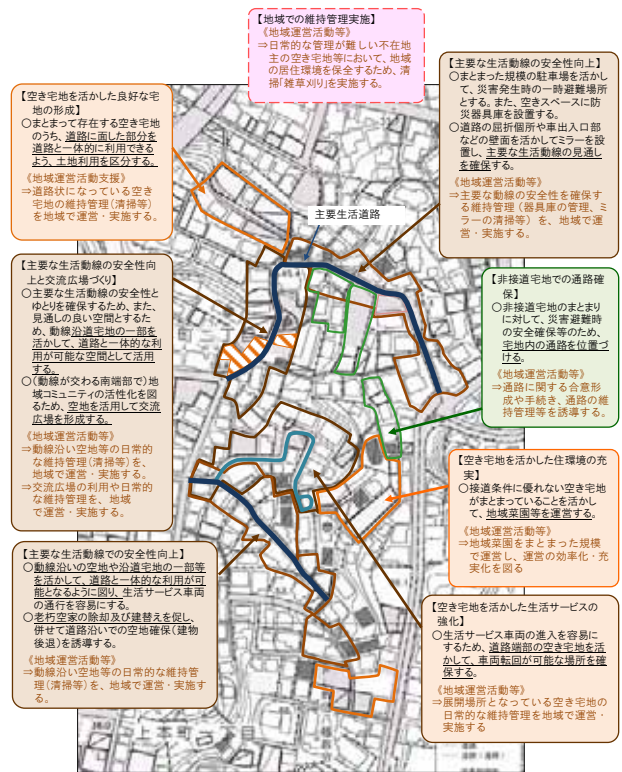 【地域での維持管理実施】
《地域運営活動等》
⇒日常的な管理が難しい不在地
主の空き宅地等において、地域
の居住環境を保全するため、清
掃「雑草刈り」を実施する。
【空き宅地を活かした良好な宅
地の形成】
○まとまって存在する空き宅地
のうち、道路に面した部分を
道路と一体的に利用できる
よう、土地利用を区分する。
《地域運営活動支援》
⇒道路状になっている空き
宅地の維持管理(清掃等)
を地域で運営・実施する。
【主要な生活動線の安全性向上】
○まとまった規模の駐車場を活かし
て、災害発生時の一時避難場所
とする。また、空きスペースに防
災器具庫を設置する。
○道路の屈折個所や車出入口部
などの壁面を活かしてミラーを設
置し、主要な生活動線の見通し
を確保する。
《地域運営活動等》
⇒主要な動線の安全性を確保す
る維持管理(器具庫の管理、ミ
ラーの清掃等)を、地域で運
営・実施する。
主要生活道路
【主要な生活動線の安全性向
上と交流広場づくり】
○主要な生活動線の安全性と
ゆとりを確保するため、また、
見通しの良い空間とするた
め、動線沿道宅地の一部を
活かして、道路と一体的な利
用が可能な空間として活用
する。
○(動線が交わる南端部で)地
域コミュニティの活性化を図
るため、空地を活用して交流
広場を形成する。
《地域運営活動等》
⇒動線沿い空地等の日常的
な維持管理(清掃等)を、
地域で運営・実施する。
⇒交流広場の利用や日常的
な維持管理を、地域
で運営・実施する。
【非接道宅地での通路確
保】
○非接道宅地のまとまり
に対して、災害避難時
の安全確保等のため、
宅地内の通路を位置づ
ける。
《地域運営活動等》
⇒通路に関する合意形
成や手続き、通路の維
持管理等を誘導する。
【空き宅地を活かした住環境の充
実】
○接道条件に優れない空き宅地
がまとまっていることを活かし
て、地域菜園等を運営する。
《地域運営活動等》
⇒地域菜園をまとまった規模
で運営し、運営の効率化・充
実化を図る
【主要な生活動線での安全性向上】
○動線沿いの空地や沿道宅地の一部等
を活かして、道路と一体的な利用が可
能となるように図り、生活サービス車両
の通行を容易にする。
○老朽空家の除却及び建替えを促し、
併せて道路沿いでの空地確保(建物
後退)を誘導する。
《地域運営活動等》
⇒動線沿い空地等の日常的な維持管
理(清掃等)を、地域で運営・実施す
る。
【空き宅地を活かした生活サービスの
強化】
○生活サービス車両の進入を容易に
するため、道路端部の空き宅地を活
かして、車両転回が可能な場所を確
保する。
《地域運営活動等》
⇒展開場所となっている空き宅地の
日常的な維持管理を地域で運営・
実施する
上本町